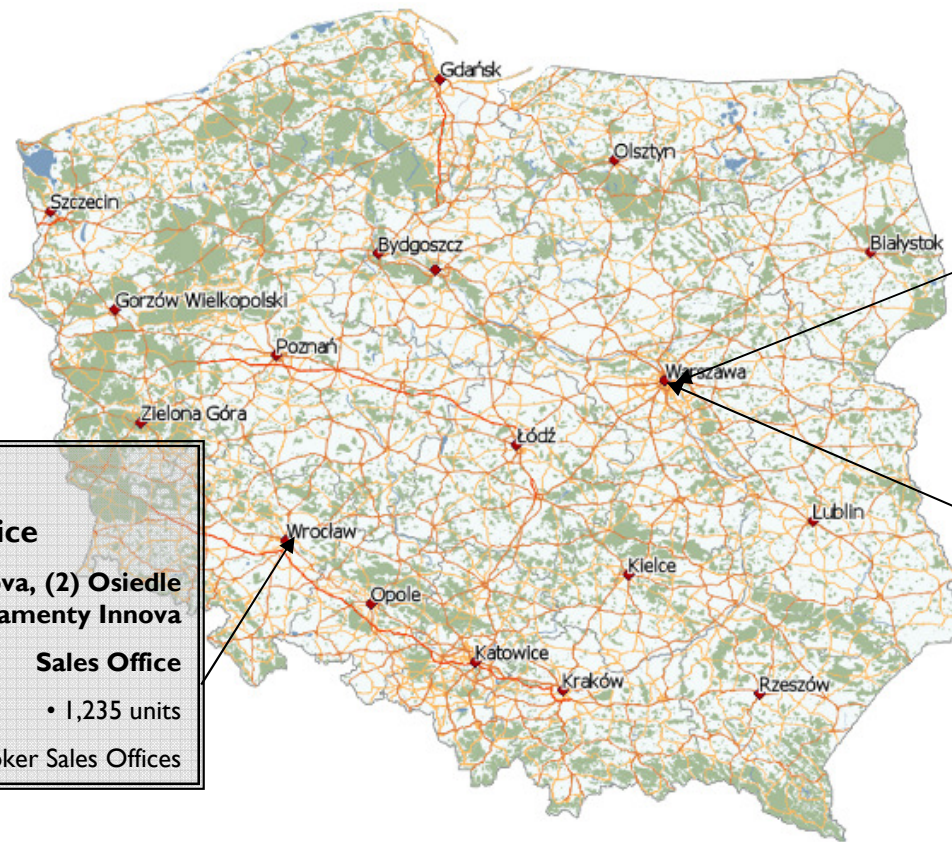 Gdańsk
Olsztyn
Szczecin
Bydgoszcz
Białystok
Gorzów Wielkopolski
Poznań
Warszawa
Zielona Góra
Łódź
Wrocław
Lublin
Kielce
Opole
Katowice
Kraków
Rzeszów
ice
ova, (2) Osiedle
amenty Innova
Sales Office
• 1,235 units
oker Sales Offices